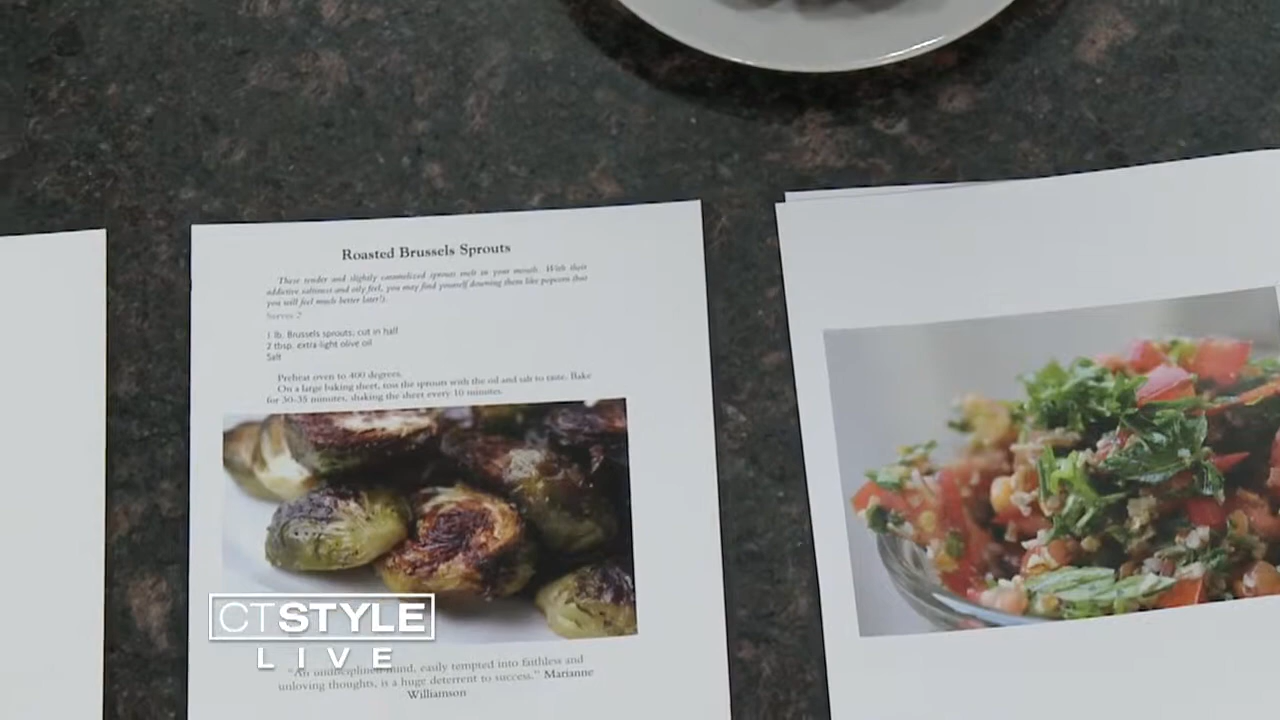 Roasted Brussels Sprouts
These tender and slightly caramelized sprouts melt in your mouth. With their
addictive saltiness and oily feel, you may find yourself downing them like popcorn (but
you will feel much better later!).
Serves 2
1 lb. Brussels sprouts; cut in half
2 tbsp. extra-light olive oil
Salt
Preheat oven to 400 degrees.
On a large baking sheet, toss the sprouts with the oil and salt to taste. Bake
for 30-35 minutes, shaking the sheet every 10 minutes.
CTSTYLE
LIVE
"An undisciplined mind, easily tempted into faithless and
unloving thoughts, is a huge deterrent to success." Marianne
Williamson